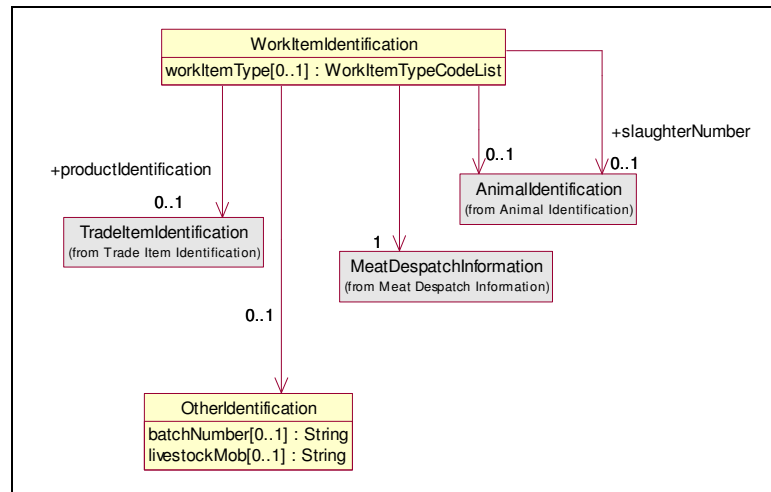 WorkItemIdentification
workItemType[0..1] : WorkItemTypeCodeList
+slaughterNumber
+productIdentification
0..1
0..1
0..1
AnimalIdentification
(from Animal Identification)
TradeItemIdentification
(from Trade Item Identification)
1
MeatDespatchInformation
(from Meat Despatch Information)
0..1
OtherIdentification
batchNumber[0..1] : String
livestockMob[0..1] : String